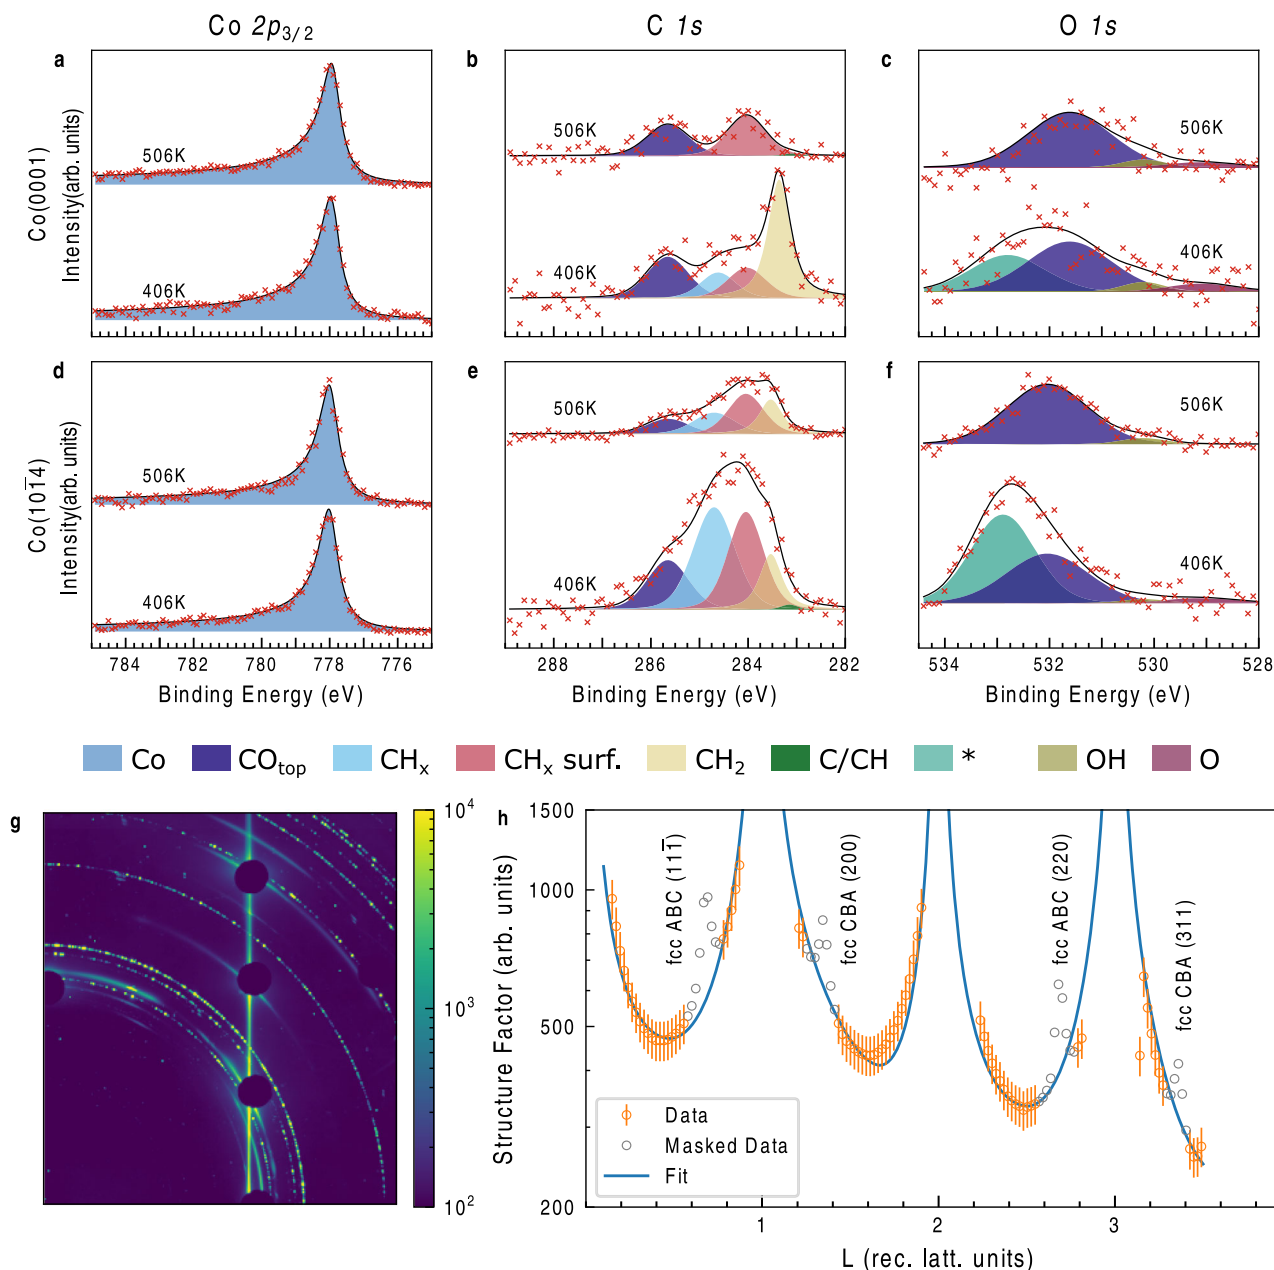 Co 2p3/2
C 1s
O 1s
a
b
c
Co(0001)
Intensity(arb. units)
506K
406K
506K
406K
506K
406K
d
e
f
Co(101̅4)
Intensity(arb. units)
506K
406K
506K
406K
506K
406K
784 782 780 778 776
288 286 284 282
534 532 530 528
Binding Energy (eV)
Binding Energy (eV)
Binding Energy (eV)
Co COtop CHx CHx surf. CH2 C/CH * OH O
g
10^4
10^3
10^2
h
Structure Factor (arb. units)
1500
1000
500
200
fcc ABC (11̅1̅)
fcc CBA (200)
fcc ABC (220)
fcc CBA (311)
Data
Masked Data
Fit
1 2 3
L (rec. latt. units)